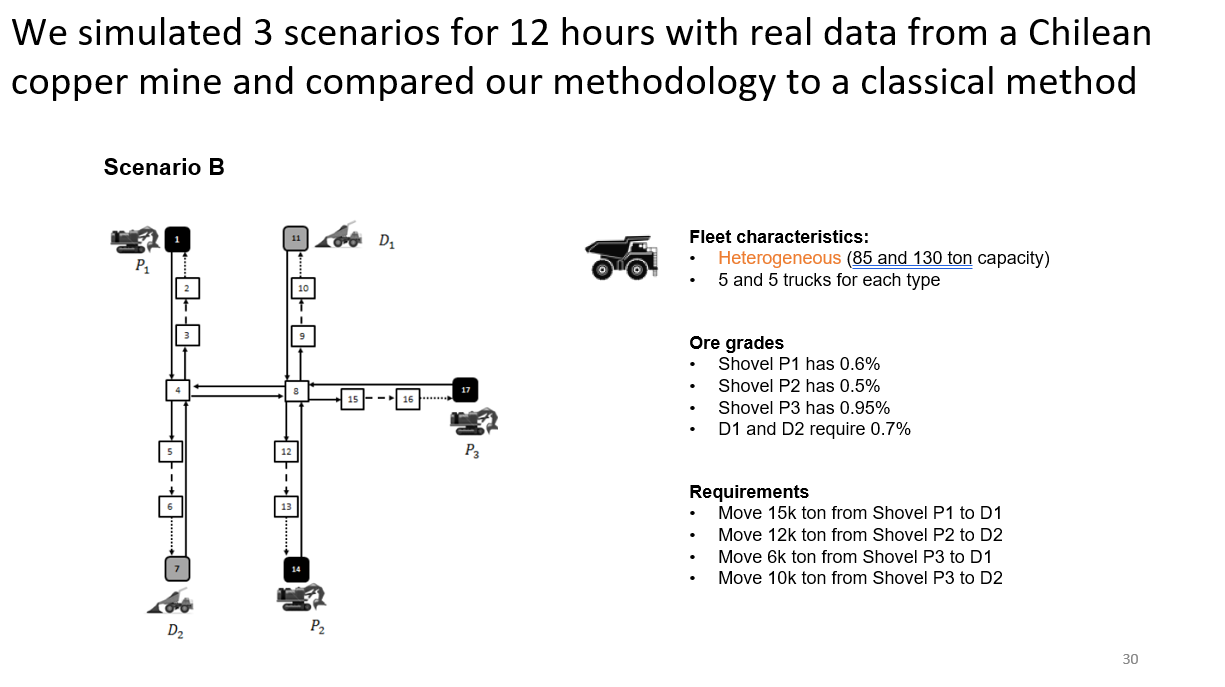 We simulated 3 scenarios for 12 hours with real data from a Chilean
copper mine and compared our methodology to a classical method
Scenario B
1
P1
2
3
4
5
6
7
D2
11
D1
10
9
8
12
13
14
P2
15
16
17
P3
Fleet characteristics:
• Heterogeneous (85 and 130 ton capacity)
• 5 and 5 trucks for each type
Ore grades
• Shovel P1 has 0.6%
• Shovel P2 has 0.5%
• Shovel P3 has 0.95%
• D1 and D2 require 0.7%
Requirements
• Move 15k ton from Shovel P1 to D1
• Move 12k ton from Shovel P2 to D2
• Move 6k ton from Shovel P3 to D1
• Move 10k ton from Shovel P3 to D2
30